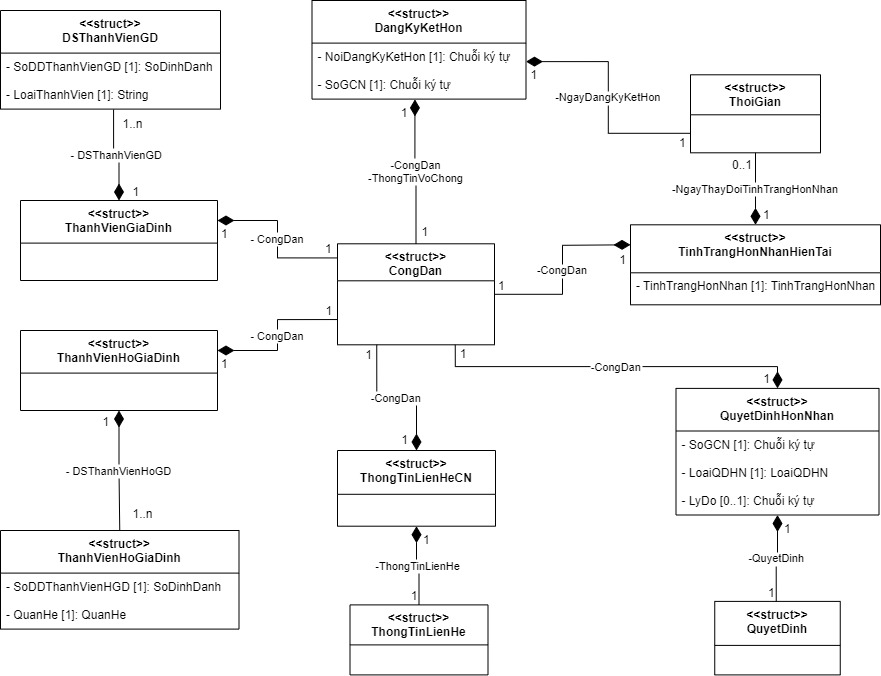 <<struct>>
DSThanhVienGD
- SoDDThanhVienGD [1]: SoDinhDanh
- LoaiThanhVien [1]: String
1..n
- DSThanhVienGD
1
<<struct>>
ThanhVienGiaDinh
1
- CongDan
1
<<struct>>
DangKyKetHon
- NoiDangKyKetHon [1]: Chuỗi ký tự
- SoGCN [1]: Chuỗi ký tự
1
-NgayDangKyKetHon
1
1
-CongDan
-ThongTinVoChong
1
<<struct>>
ThoiGian
0..1
-NgayThayDoiTinhTrangHonNhan
1
<<struct>>
TinhTrangHonNhanHienTai
- TinhTrangHonNhan [1]: TinhTrangHonNhan
1
-CongDan
1
<<struct>>
CongDan
1
- CongDan
1
<<struct>>
ThanhVienHoGiaDinh
1
- DSThanhVienHoGD
1..n
<<struct>>
ThanhVienHoGiaDinh
- SoDDThanhVienHGD [1]: SoDinhDanh
- QuanHe [1]: QuanHe
1
-CongDan
1
<<struct>>
ThongTinLienHeCN
1
-ThongTinLienHe
1
<<struct>>
ThongTinLienHe
1
-CongDan
1
<<struct>>
QuyetDinhHonNhan
- SoGCN [1]: Chuỗi ký tự
- LoaiQDHN [1]: LoaiQDHN
- LyDo [0..1]: Chuỗi ký tự
1
-QuyetDinh
1
<<struct>>
QuyetDinh